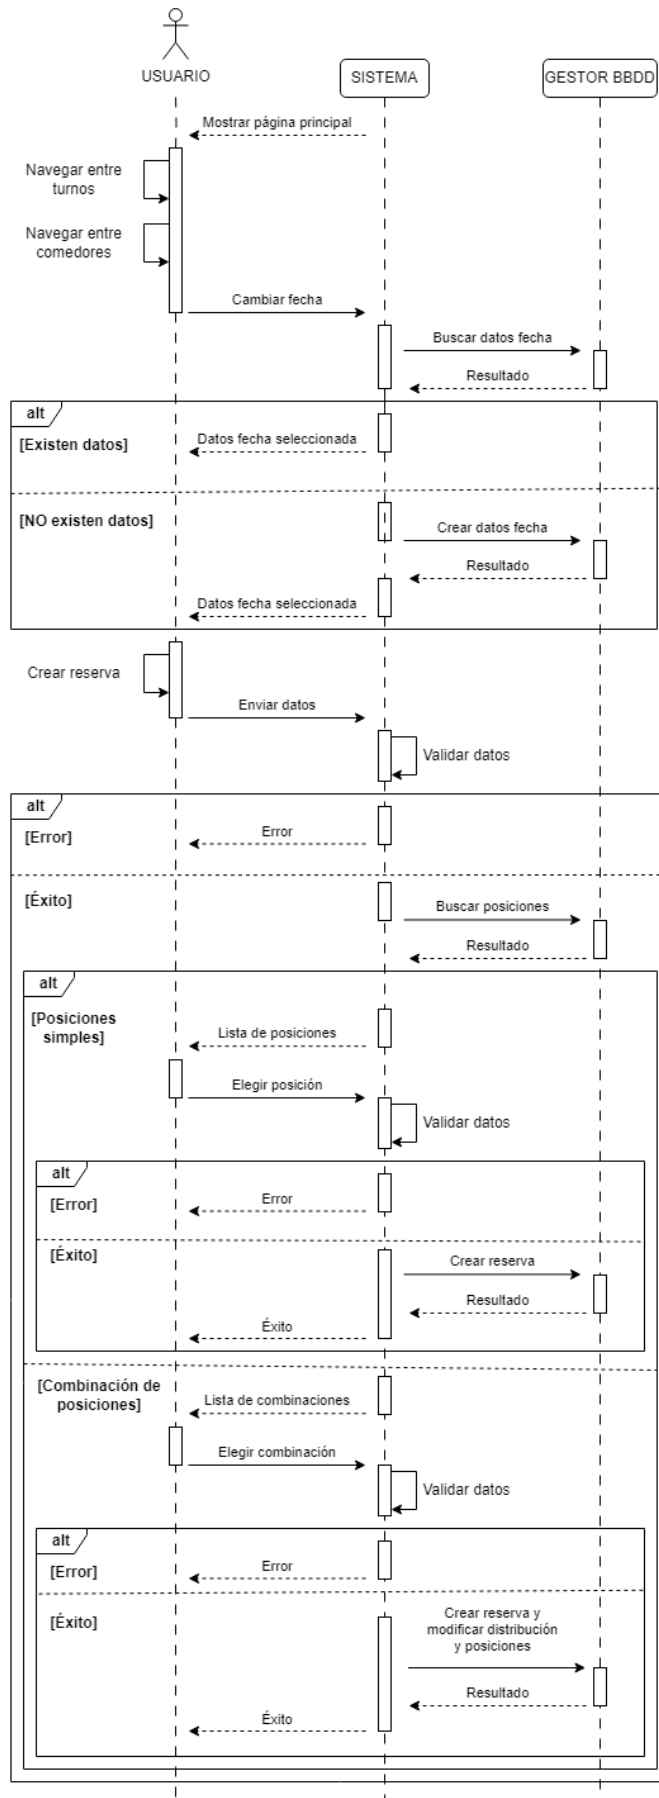 USUARIO
SISTEMA
GESTOR BBDD
Mostrar página principal
Navegar entre
turnos
Navegar entre
comedores
Cambiar fecha
Buscar datos fecha
Resultado
alt
[Existen datos]
Datos fecha seleccionada
[NO existen datos]
Crear datos fecha
Resultado
Datos fecha seleccionada
Crear reserva
Enviar datos
Validar datos
alt
[Error]
Error
[Éxito]
Buscar posiciones
Resultado
alt
[Posiciones
simples]
Lista de posiciones
Elegir posición
Validar datos
alt
[Error]
Error
[Éxito]
Crear reserva
Resultado
Éxito
[Combinación de
posiciones]
Lista de combinaciones
Elegir combinación
Validar datos
alt
[Error]
Error
[Éxito]
Crear reserva y
modificar distribución
y posiciones
Resultado
Éxito